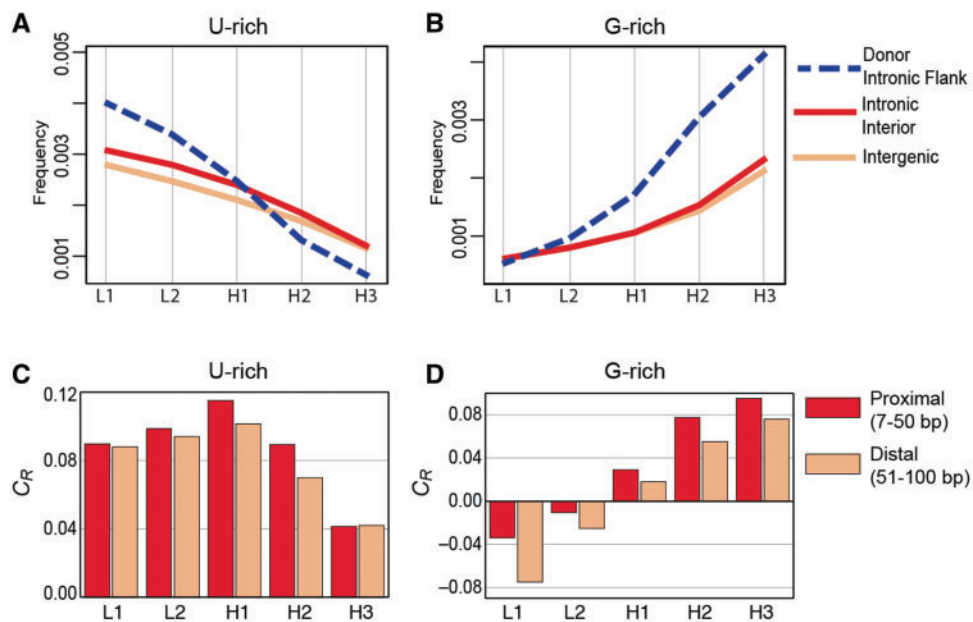 A
U-rich
Frequency
0.005
0.003
0.001
L1 L2 H1 H2 H3
B
G-rich
Frequency
0.003
0.001
L1 L2 H1 H2 H3
Donor
Intronic Flank
Intronic
Interior
Intergenic
C
U-rich
C_R
0.12
0.08
0.04
0.00
L1 L2 H1 H2 H3
D
G-rich
C_R
0.08
0.04
0.00
−0.04
−0.08
L1 L2 H1 H2 H3
Proximal
(7-50 bp)
Distal
(51-100 bp)